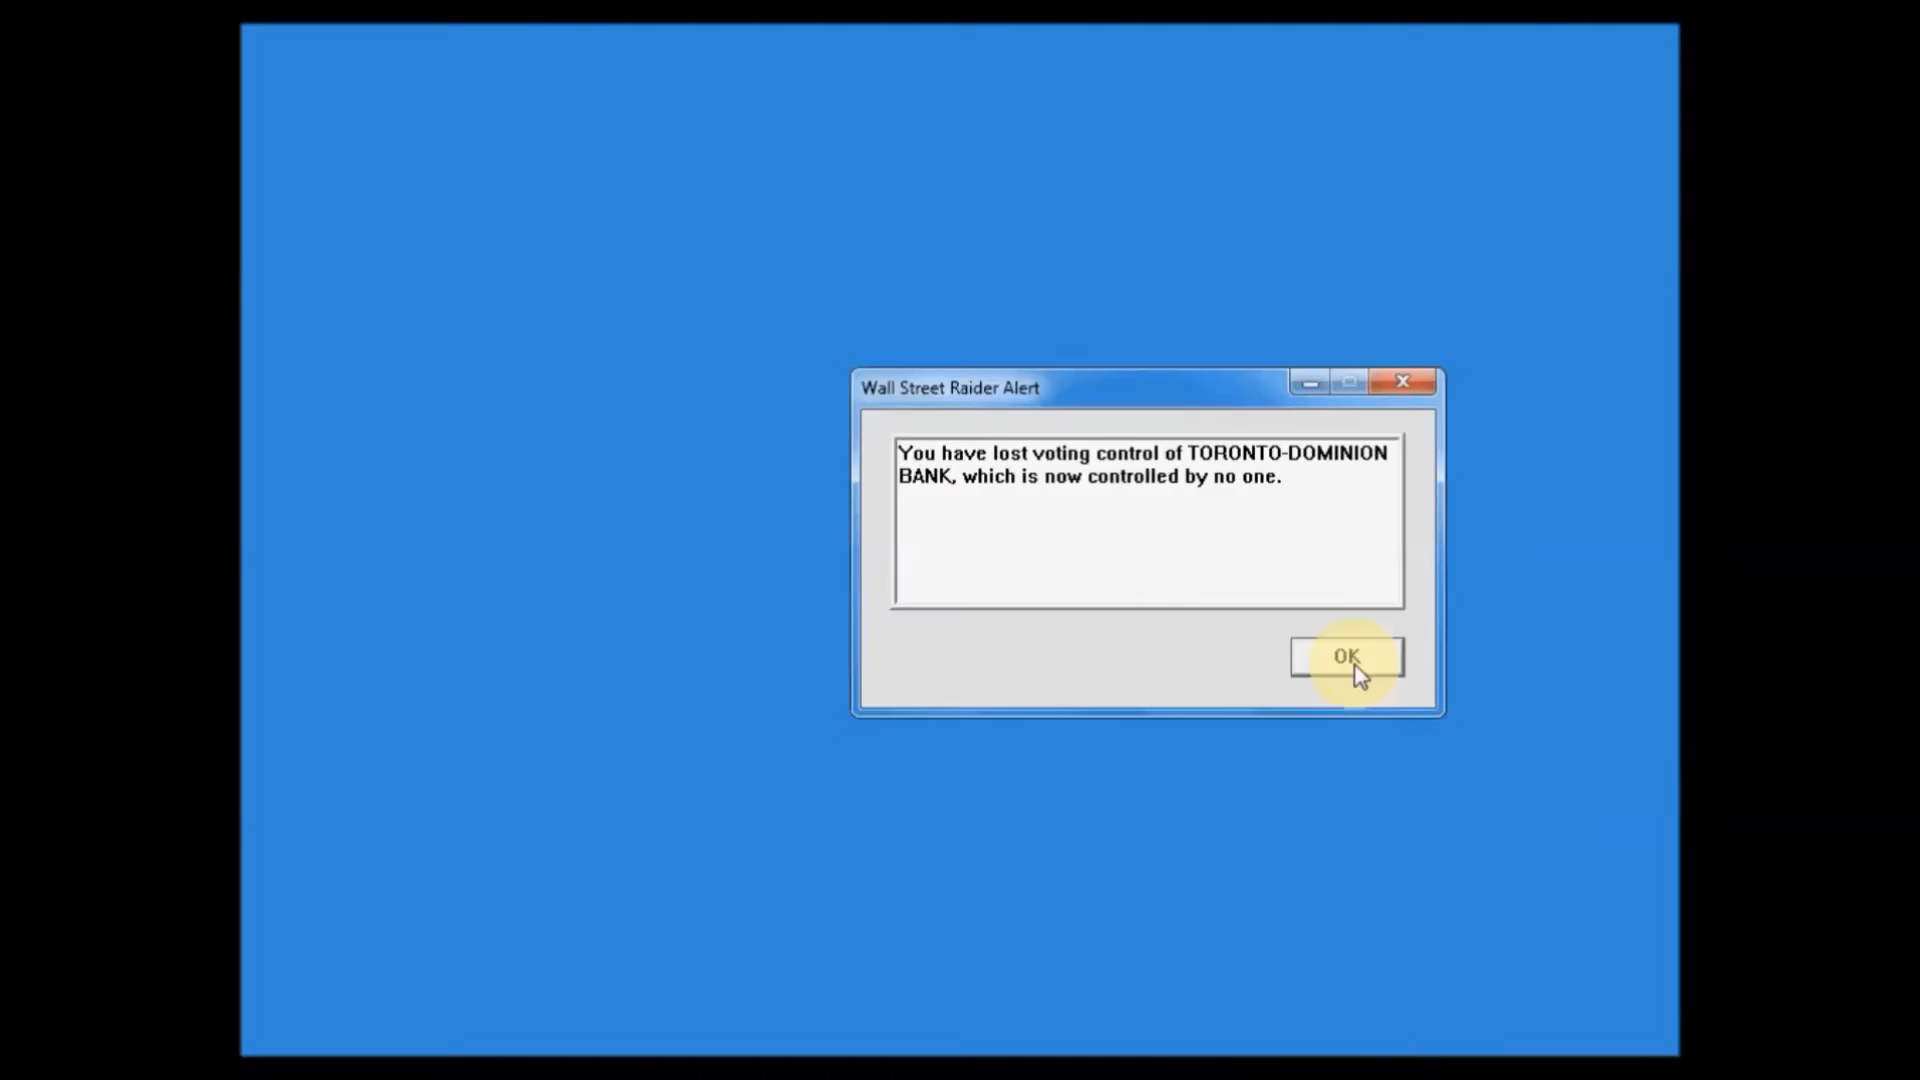 Wall Street Raider Alert
You have lost voting control of TORONTO-DOMINION
BANK, which is now controlled by no one.
OK